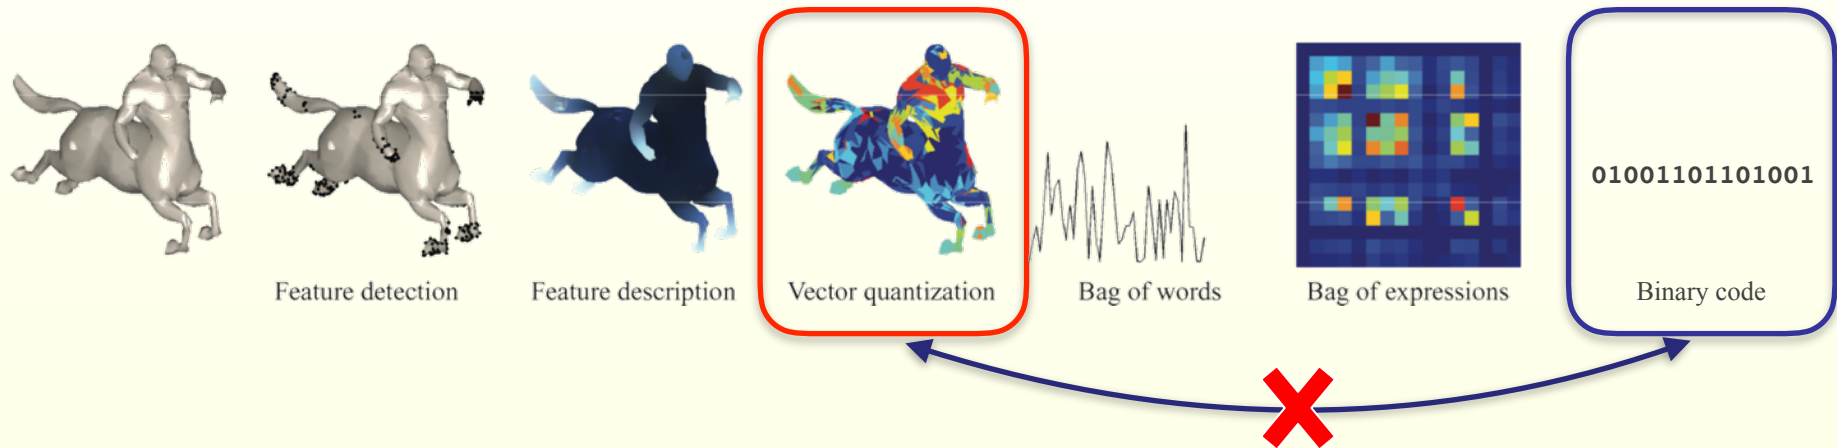 01001101101001
Feature detection
Feature description
Vector quantization
Bag of words
Bag of expressions
Binary code